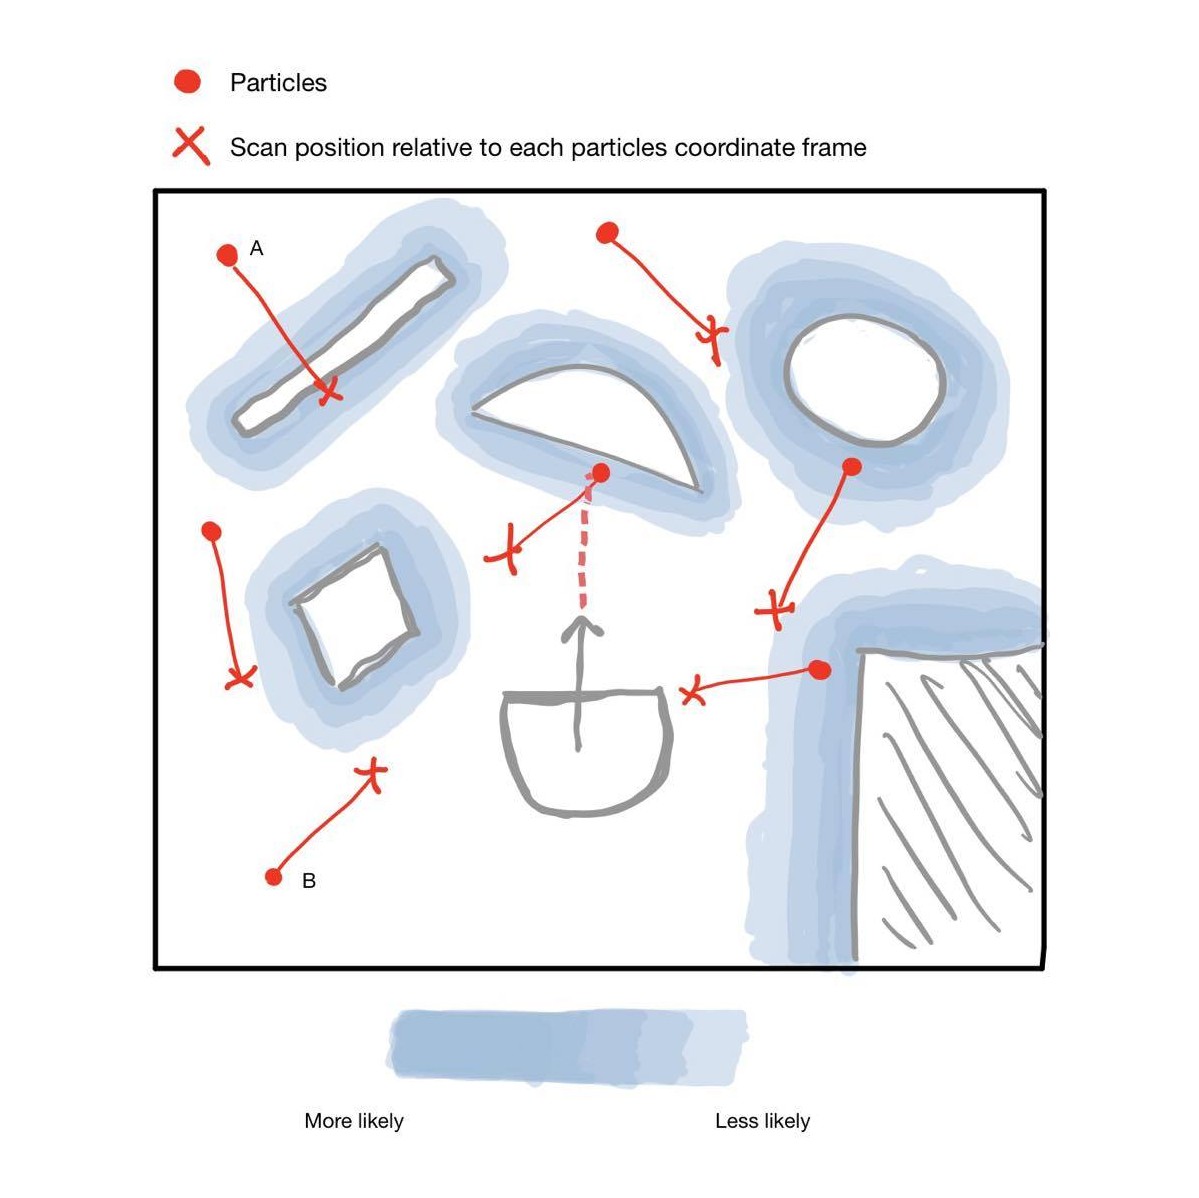 Particles
Scan position relative to each particles coordinate frame
A
B
More likely
Less likely